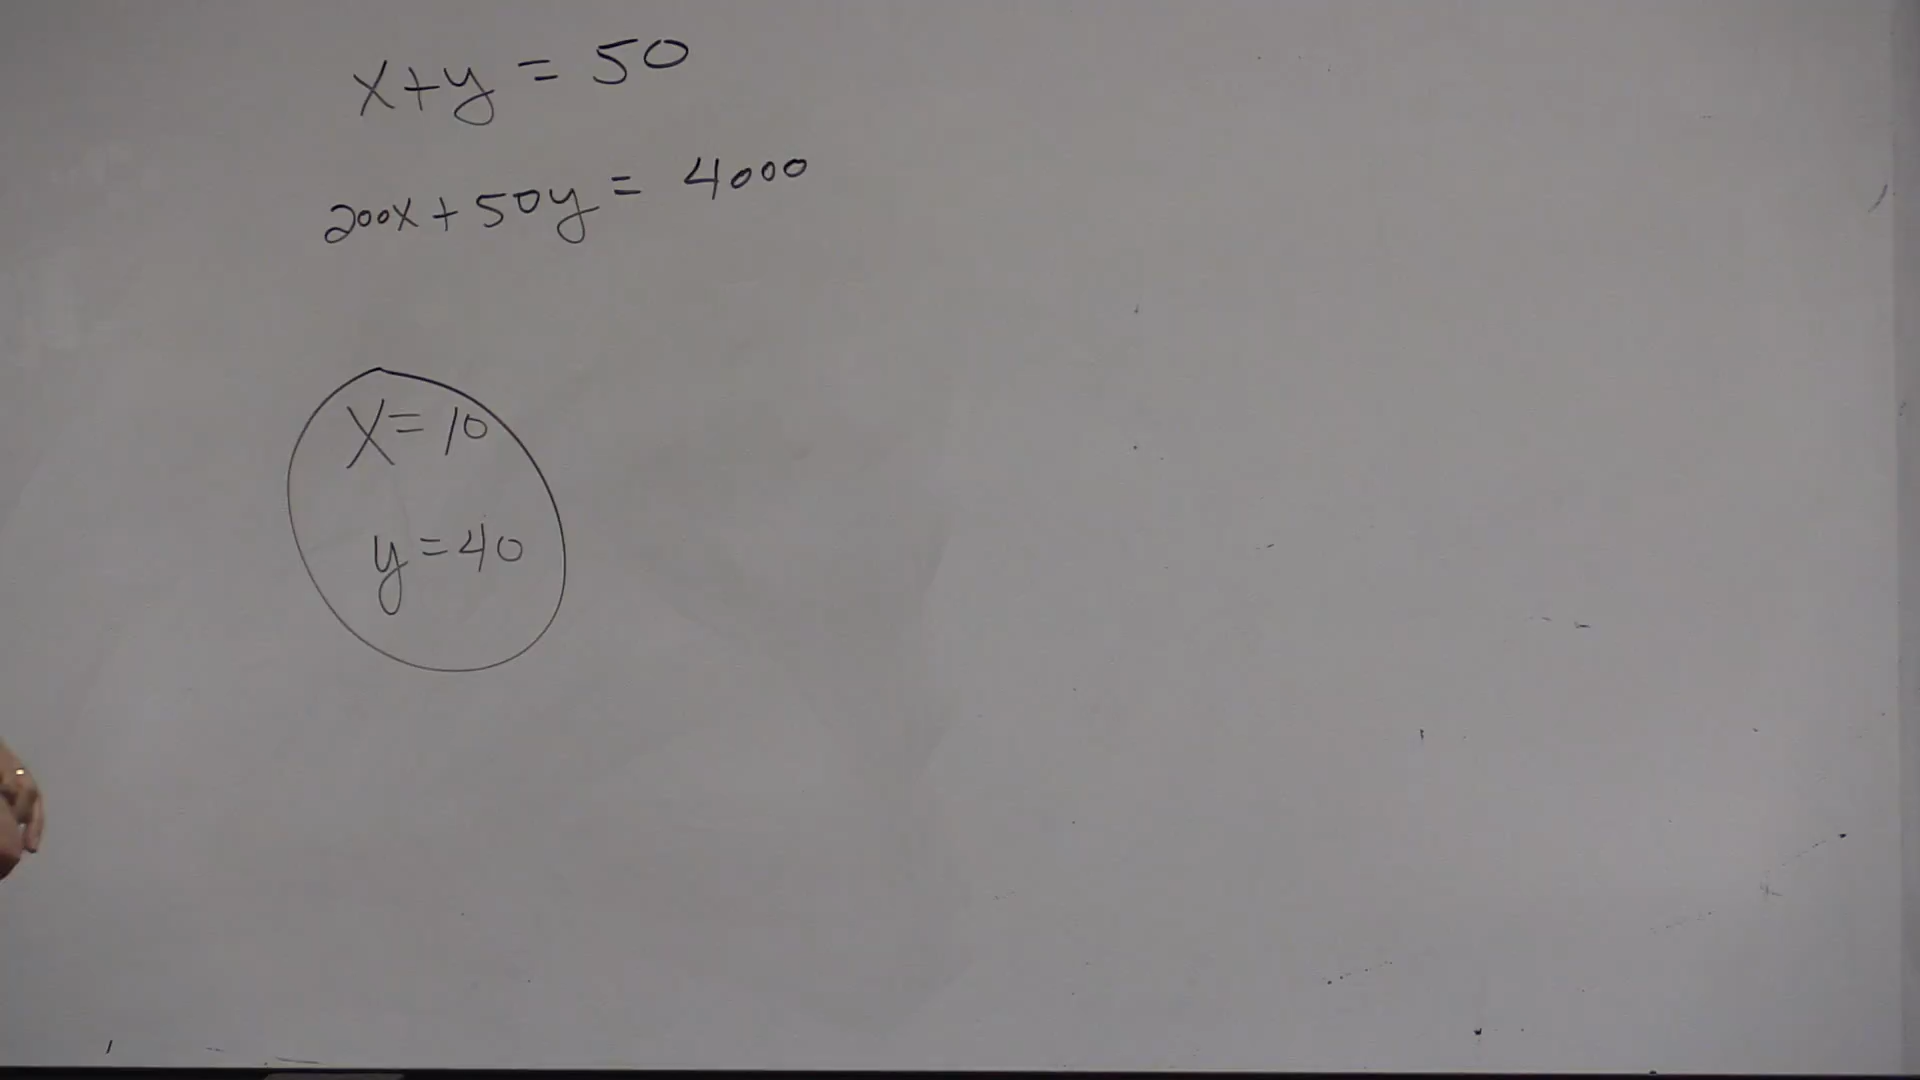 x+y = 50
200x + 50y = 4000
x = 10
y = 40